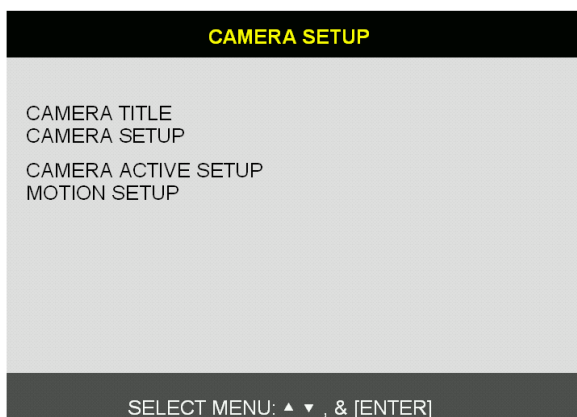 CAMERA SETUP
CAMERA TITLE
CAMERA SETUP
CAMERA ACTIVE SETUP
MOTION SETUP
SELECT MENU: ▲ ▼ , & [ENTER]